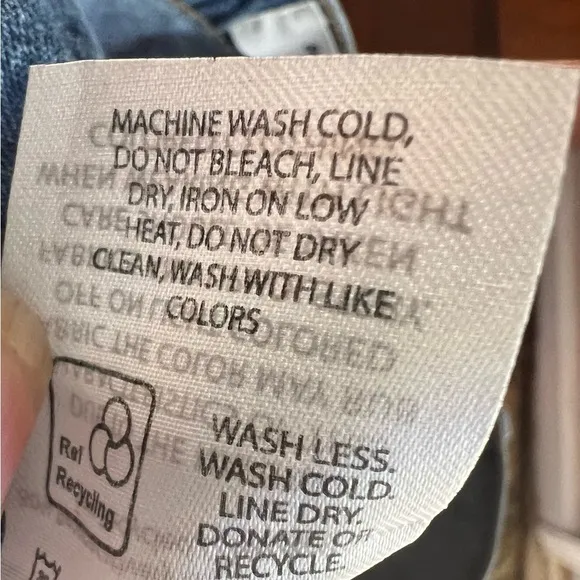 MACHINE WASH COLD,
DO NOT BLEACH, LINE
DRY, IRON ON LOW
HEAT, DO NOT DRY
CLEAN, WASH WITH LIKE
COLORS
Ref
Recycling
WASH LESS.
WASH COLD.
LINE DRY.
DONATE OR
RECYCLE.